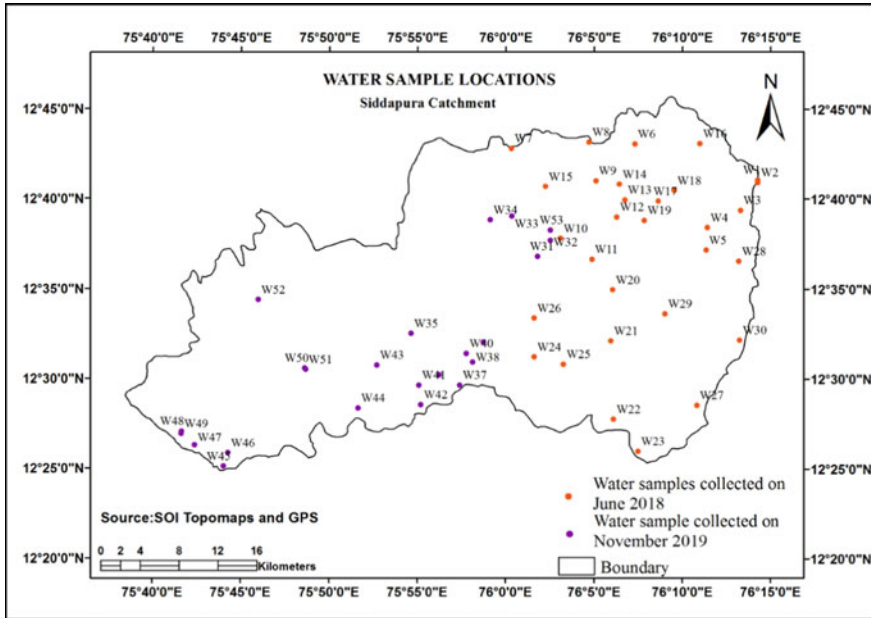 75°40'0"E 75°45'0"E 75°50'0"E 75°55'0"E 76°0'0"E 76°5'0"E 76°10'0"E 76°15'0"E
WATER SAMPLE LOCATIONS
Siddapura Catchment
N
12°45'0"N 12°45'0"N
W7 W8 W6 W16
W1 W2
12°40'0"N 12°40'0"N
W15 W9 W14 W18
W13 W17 W3
W34 W33 W12 W19 W4
W53 W10
W31 W32 W5
W11 W28
12°35'0"N 12°35'0"N
W52 W20
W26 W29
W35 W21 W30
W40
W50 W51 W43 W38 W24 W25
12°30'0"N 12°30'0"N
W41 W37
W44 W42 W22 W27
W48 W49
W47 W46 W23
W45
12°25'0"N 12°25'0"N
Water samples collected on
June 2018
Source:SOI Topomaps and GPS
Water sample collected on
November 2019
0 2 4 8 12 16
Kilometers
Boundary
12°20'0"N 12°20'0"N
75°40'0"E 75°45'0"E 75°50'0"E 75°55'0"E 76°0'0"E 76°5'0"E 76°10'0"E 76°15'0"E